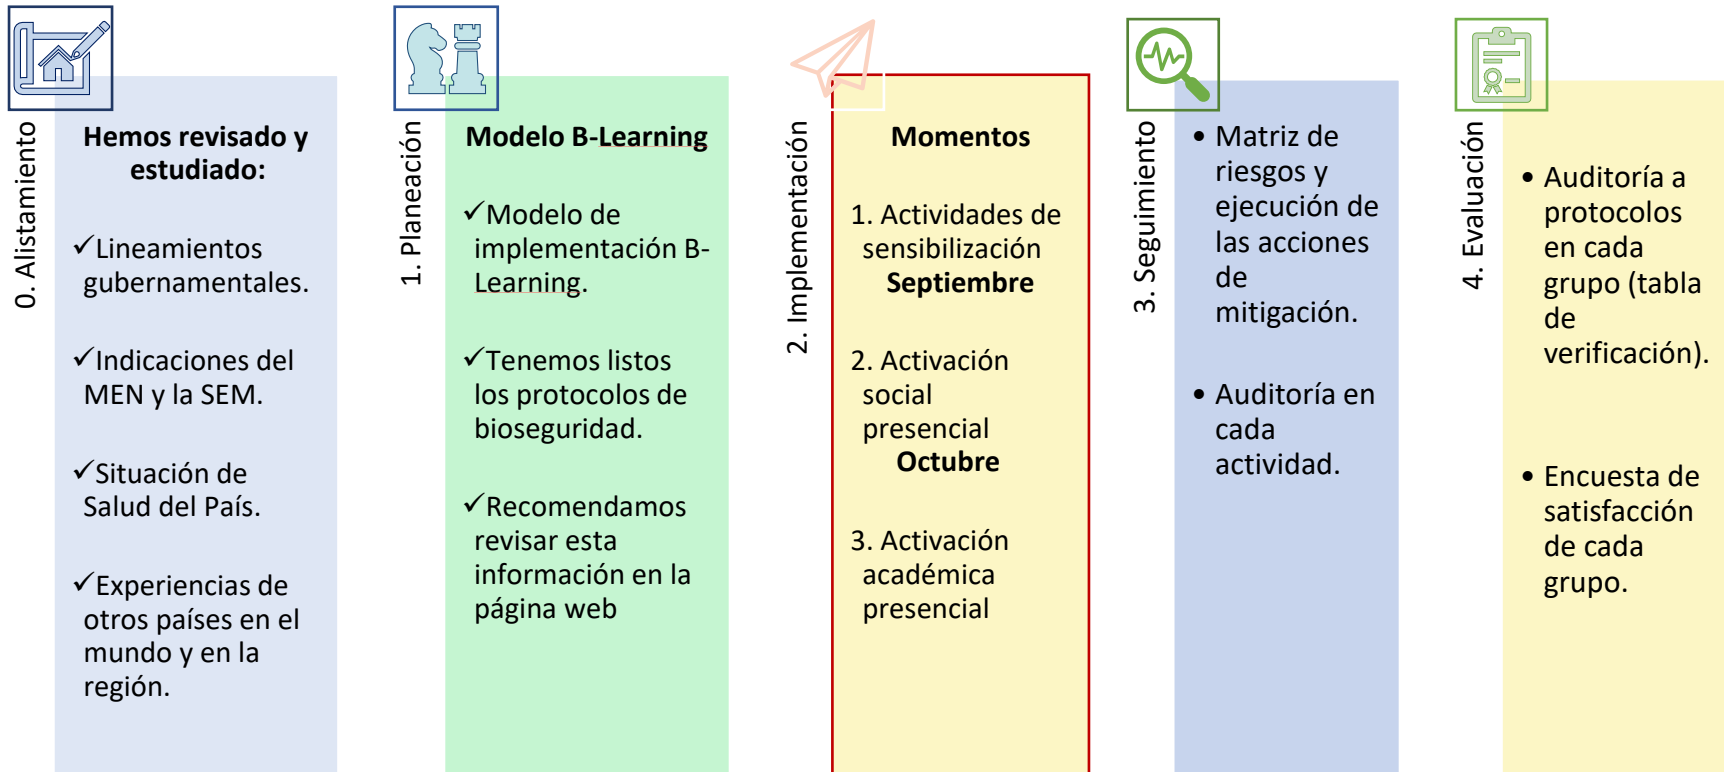 0. Alistamiento
Hemos revisado y
estudiado:
✓Lineamientos
gubernamentales.
✓Indicaciones del
MEN y la SEM.
✓Situación de
Salud del País.
✓Experiencias de
otros países en el
mundo y en la
región.
1. Planeación
Modelo B-Learning
✓Modelo de
implementación B-
Learning.
✓Tenemos listos
los protocolos de
bioseguridad.
✓Recomendamos
revisar esta
información en la
página web
2. Implementación
Momentos
1. Actividades de
sensibilización
Septiembre
2. Activación
social
presencial
Octubre
3. Activación
académica
presencial
3. Seguimiento
• Matriz de
riesgos y
ejecución de
las acciones
de
mitigación.
• Auditoría en
cada
actividad.
4. Evaluación
• Auditoría a
protocolos
en cada
grupo (tabla
de
verificación).
• Encuesta de
satisfacción
de cada
grupo.